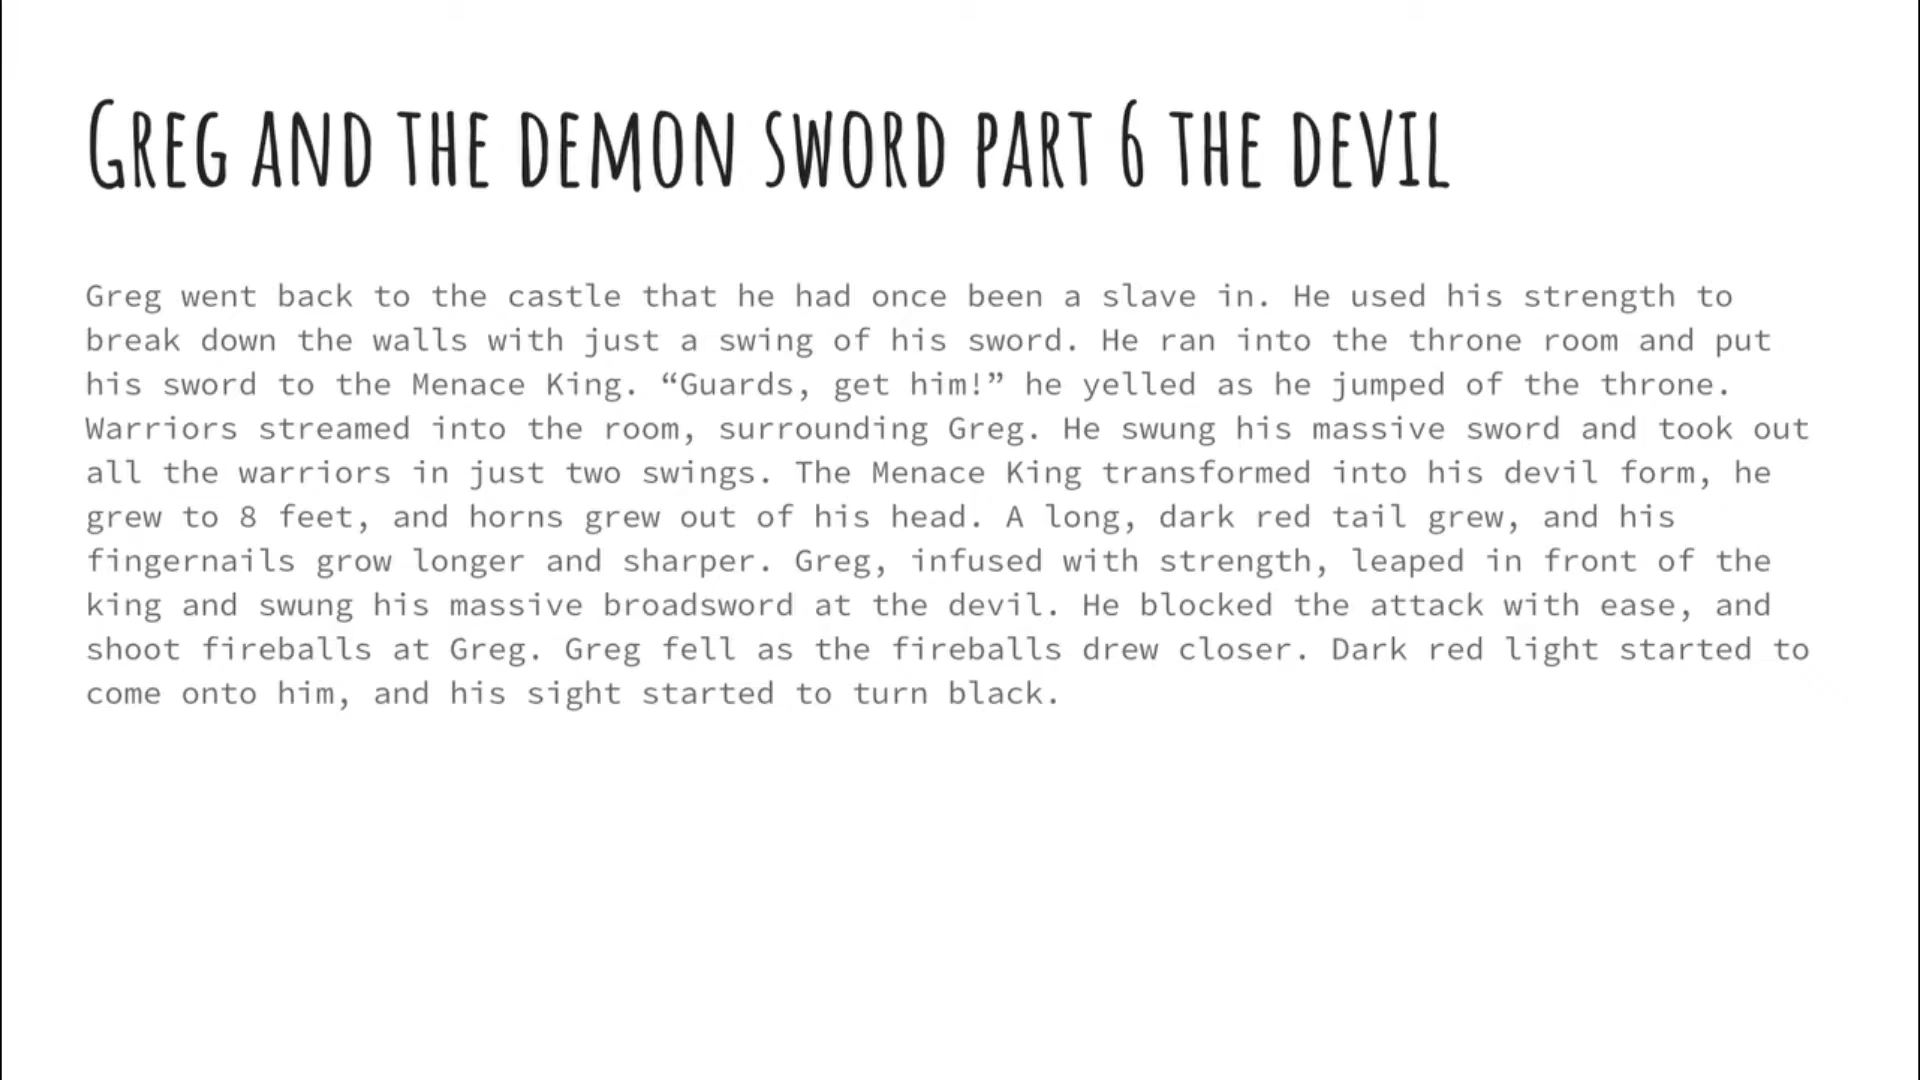 Greg and the demon sword part 6 the devil
Greg went back to the castle that he had once been a slave in. He used his strength to
break down the walls with just a swing of his sword. He ran into the throne room and put
his sword to the Menace King. “Guards, get him!” he yelled as he jumped of the throne.
Warriors streamed into the room, surrounding Greg. He swung his massive sword and took out
all the warriors in just two swings. The Menace King transformed into his devil form, he
grew to 8 feet, and horns grew out of his head. A long, dark red tail grew, and his
fingernails grow longer and sharper. Greg, infused with strength, leaped in front of the
king and swung his massive broadsword at the devil. He blocked the attack with ease, and
shoot fireballs at Greg. Greg fell as the fireballs drew closer. Dark red light started to
come onto him, and his sight started to turn black.